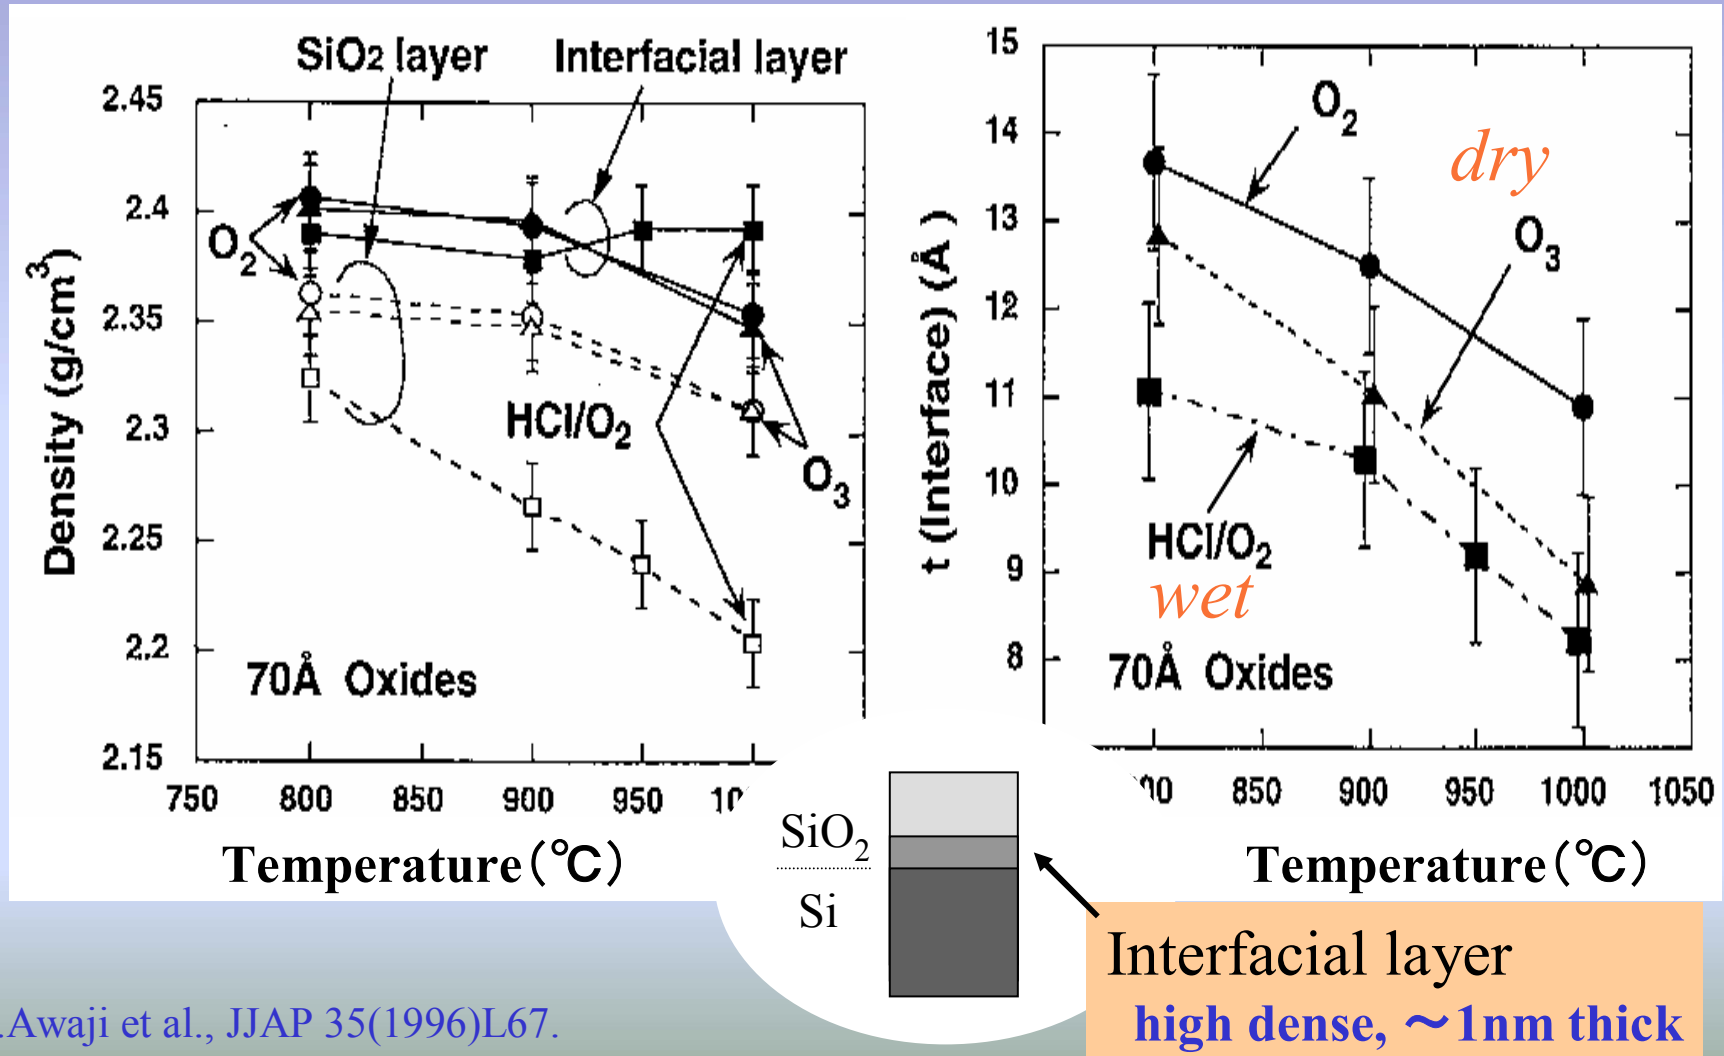 SiO2 layer
Interfacial layer
2.45
2.4
2.35
2.3
2.25
2.2
2.15
Density (g/cm3)
O2
HCl/O2
O3
70Å Oxides
750 800 850 900 950
Temperature(℃)
15
14
13
12
11
10
9
8
t (Interface) (Å)
O2
dry
O3
HCl/O2
wet
70Å Oxides
850 900 950 1000 1050
Temperature(℃)
SiO2
Si
Interfacial layer
high dense, ～1nm thick
.Awaji et al., JJAP 35(1996)L67.